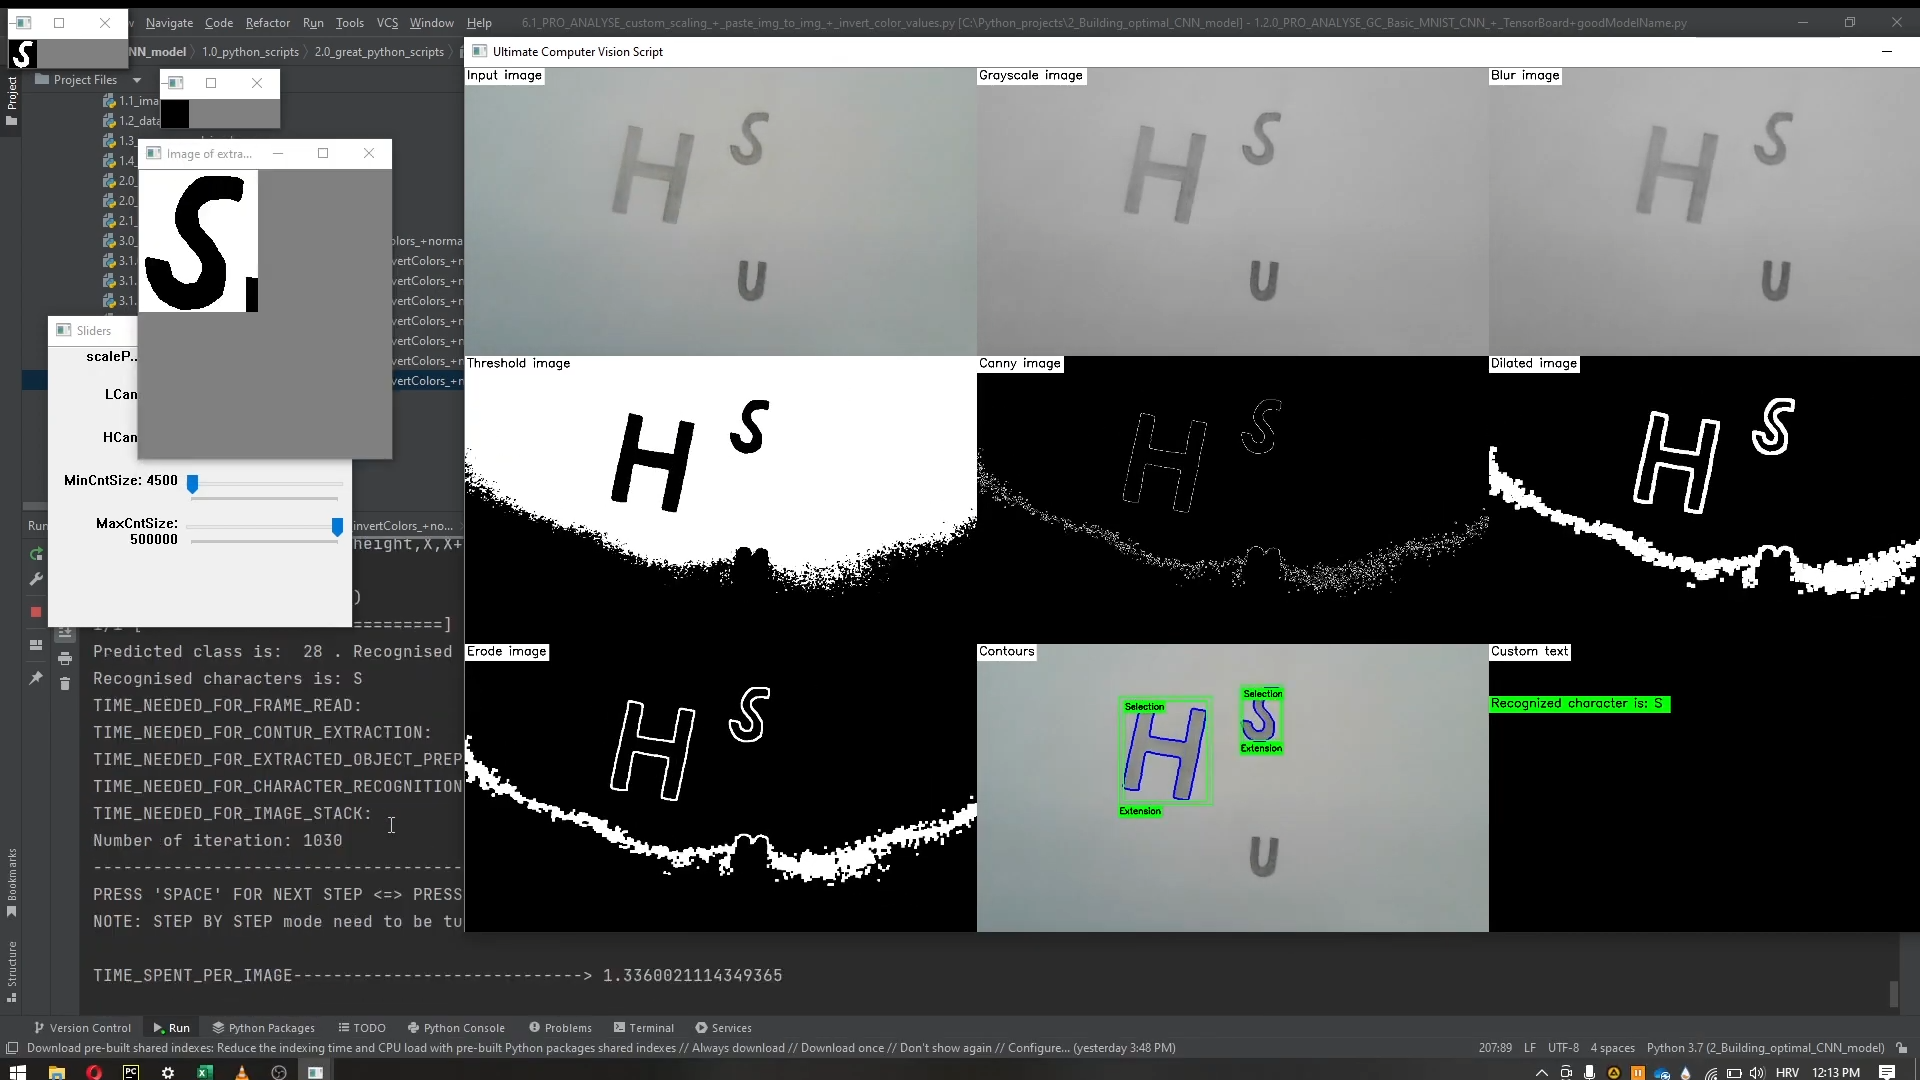 Navigate Code Refactor Run Tools VCS Window Help
6.1_PRO_ANALYSE_custom_scaling_+_paste_img_to_img_+_invert_color_values.py [C:\Python_projects\2_Building_optimal_CNN_model] - 1.2.0_PRO_ANALYSE_GC_Basic_MNIST_CNN_+_TensorBoard+goodModelName.py
NN_model 1.0_python_scripts 2.0_great_python_scripts
Ultimate Computer Vision Script
S
Project
Project Files
1.1_ima
1.2_data
1.3_
1.4_
2.0_
2.0_
2.1_
3.0_ olors_+norma
3.1. vertColors_+n
3.1. vertColors_+n
3.1. vertColors_+n
vertColors_+n
vertColors_+n
vertColors_+n
vertColors_+n
Image of extra...
S
Sliders
scaleP..
LCan
HCan
MinCntSize: 4500
MaxCntSize:
500000
Input image
H S
U
Grayscale image
H S
U
Blur image
H S
U
Threshold image
H S
Canny image
H S
Dilated image
H S
Erode image
H S
Contours
Selection
Selection
H S
Extension
Extension
U
Custom text
Recognized character is: S
Run
invertColors_+no...
height,X,X+
)
1/1 [ =========]
Predicted class is: 28 . Recognised
Recognised characters is: S
TIME_NEEDED_FOR_FRAME_READ:
TIME_NEEDED_FOR_CONTUR_EXTRACTION:
TIME_NEEDED_FOR_EXTRACTED_OBJECT_PREP
TIME_NEEDED_FOR_CHARACTER_RECOGNITION
TIME_NEEDED_FOR_IMAGE_STACK:
Number of iteration: 1030
-------------------------------------
PRESS 'SPACE' FOR NEXT STEP <=> PRESS
NOTE: STEP BY STEP mode need to be tu
TIME_SPENT_PER_IMAGE-----------------------------> 1.3360021114349365
Bookmarks
Structure
Version Control Run Python Packages TODO Python Console Problems Terminal Services
Download pre-built shared indexes: Reduce the indexing time and CPU load with pre-built Python packages shared indexes // Always download // Download once // Don't show again // Configure... (yesterday 3:48 PM)
207:89 LF UTF-8 4 spaces Python 3.7 (2_Building_optimal_CNN_model)
PC
HRV 12:13 PM